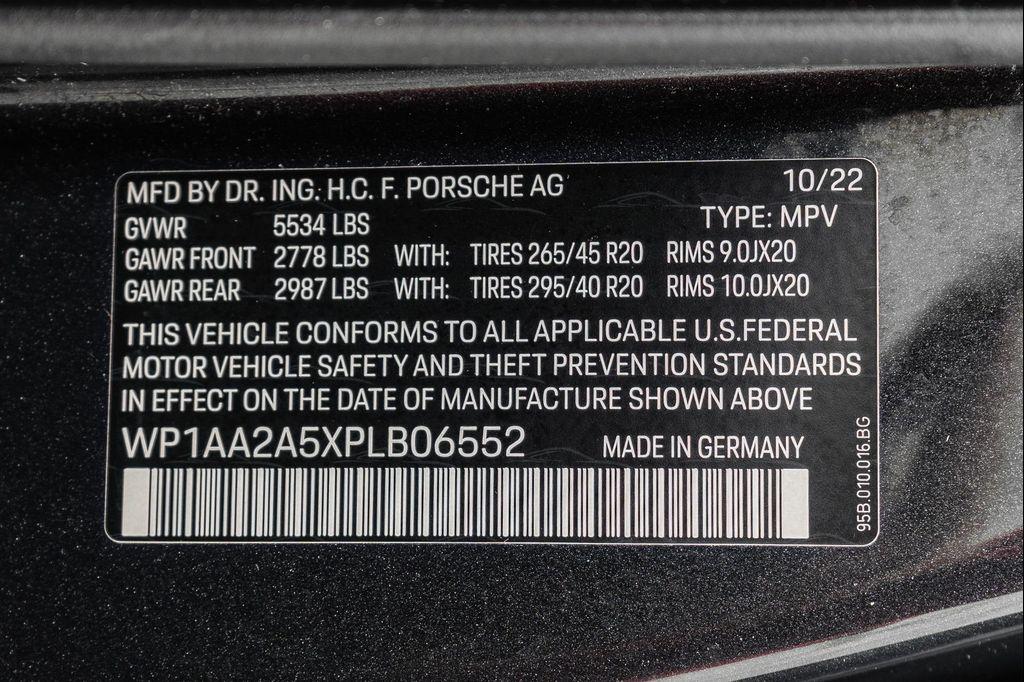 MFD BY DR. ING. H.C. F. PORSCHE AG 10/22
TYPE: MPV
GVWR 5534 LBS
GAWR FRONT 2778 LBS WITH: TIRES 265/45 R20 RIMS 9.0JX20
GAWR REAR 2987 LBS WITH: TIRES 295/40 R20 RIMS 10.0JX20
THIS VEHICLE CONFORMS TO ALL APPLICABLE U.S.FEDERAL
MOTOR VEHICLE SAFETY AND THEFT PREVENTION STANDARDS
IN EFFECT ON THE DATE OF MANUFACTURE SHOWN ABOVE
WP1AA2A5XPLB06552 MADE IN GERMANY
95B.010.016.BG